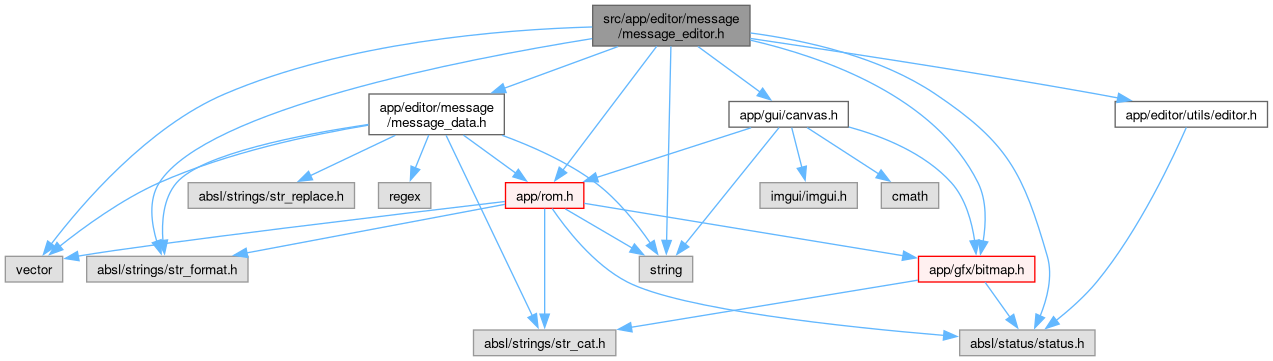 src/app/editor/message
/message_editor.h
app/editor/message
/message_data.h
app/gui/canvas.h
app/editor/utils/editor.h
absl/strings/str_replace.h
regex
app/rom.h
imgui/imgui.h
cmath
vector
absl/strings/str_format.h
string
app/gfx/bitmap.h
absl/strings/str_cat.h
absl/status/status.h